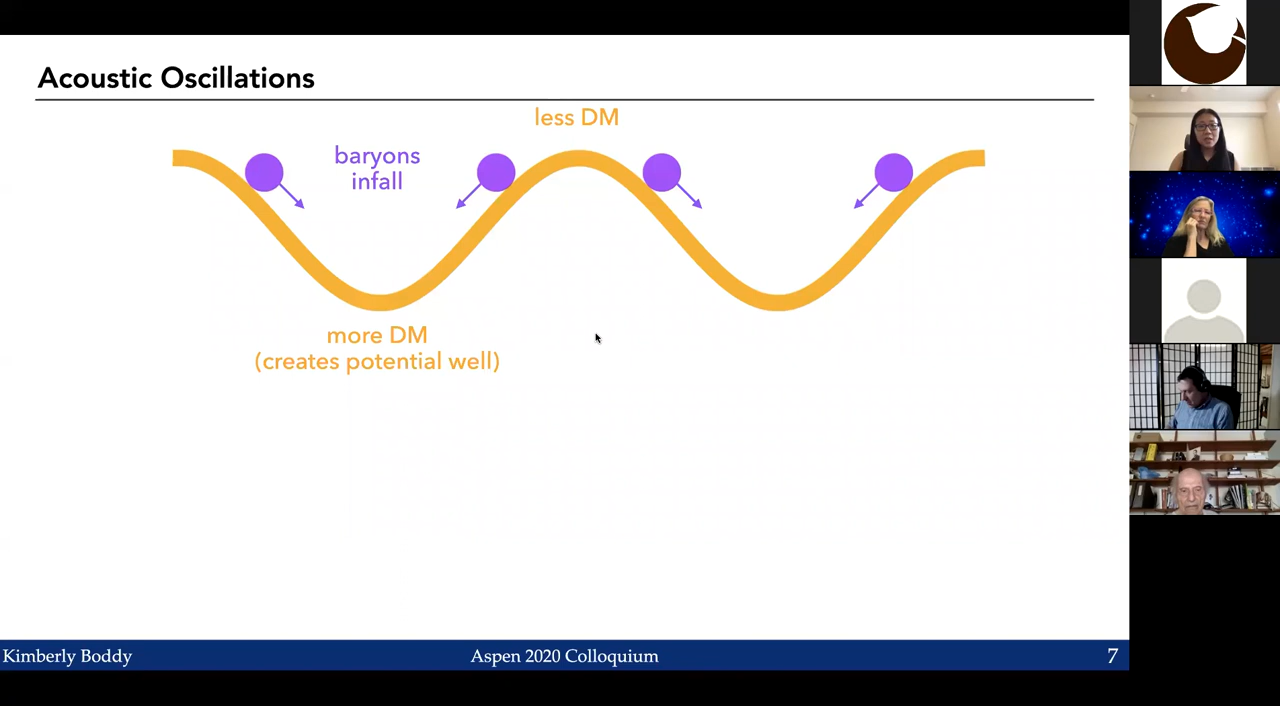 Acoustic Oscillations
less DM
baryons
infall
more DM
(creates potential well)
Kimberly Boddy
Aspen 2020 Colloquium
7